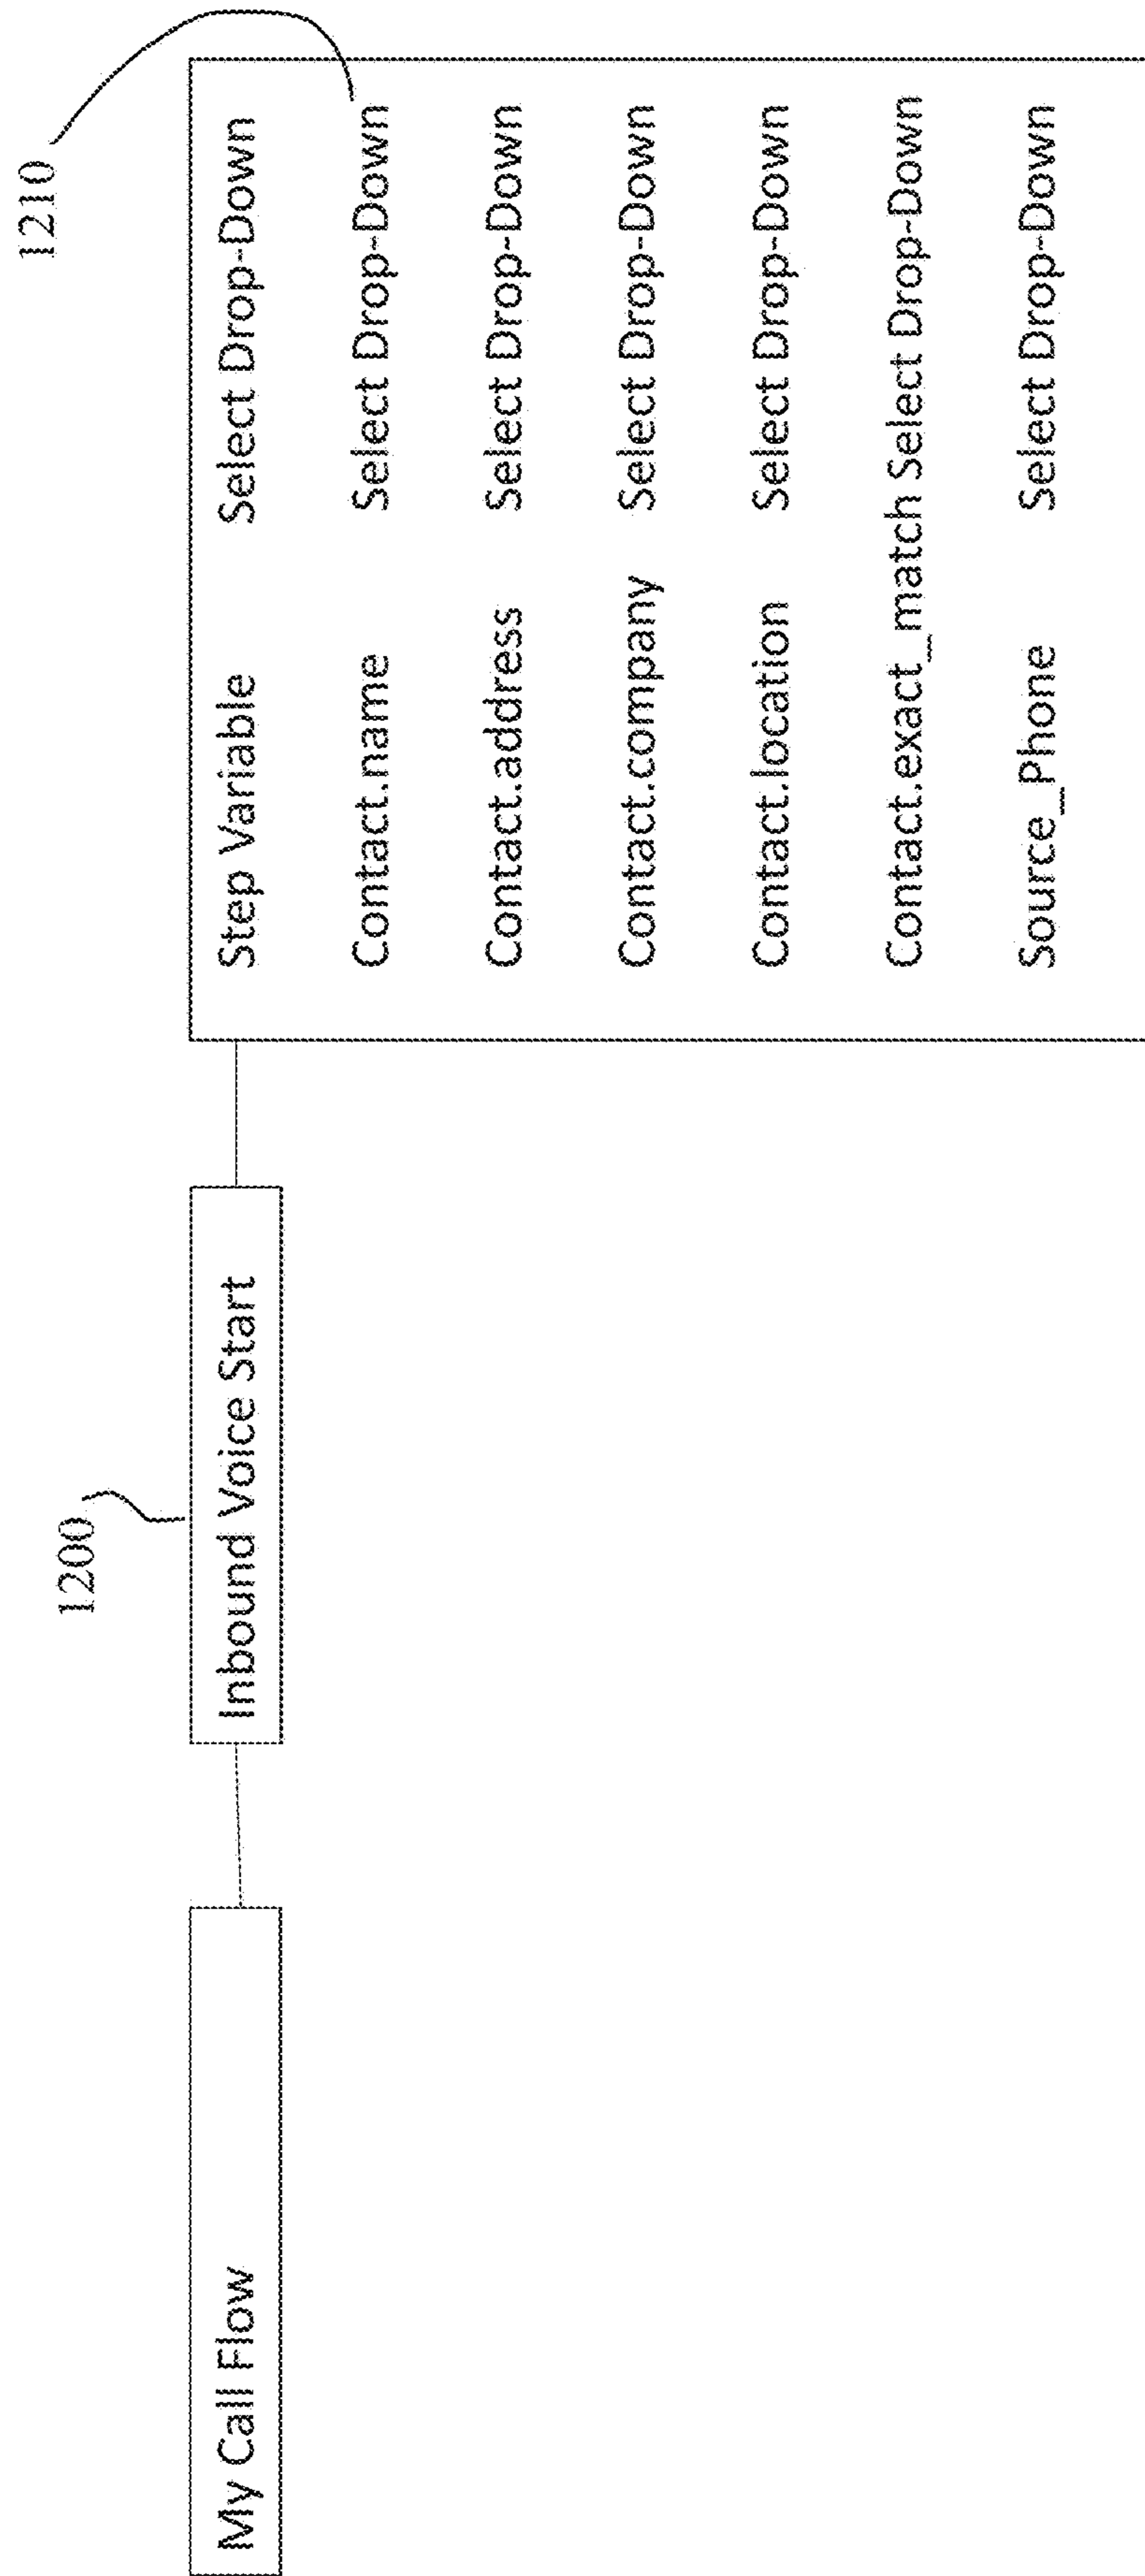 1210
1200
My Call Flow
Inbound Voice Start
Step Variable Select Drop-Down
Contact.name Select Drop-Down
Contact.address Select Drop-Down
Contact.company Select Drop-Down
Contact.location Select Drop-Down
Contact.exact_match Select Drop-Down
Source_Phone Select Drop-Down